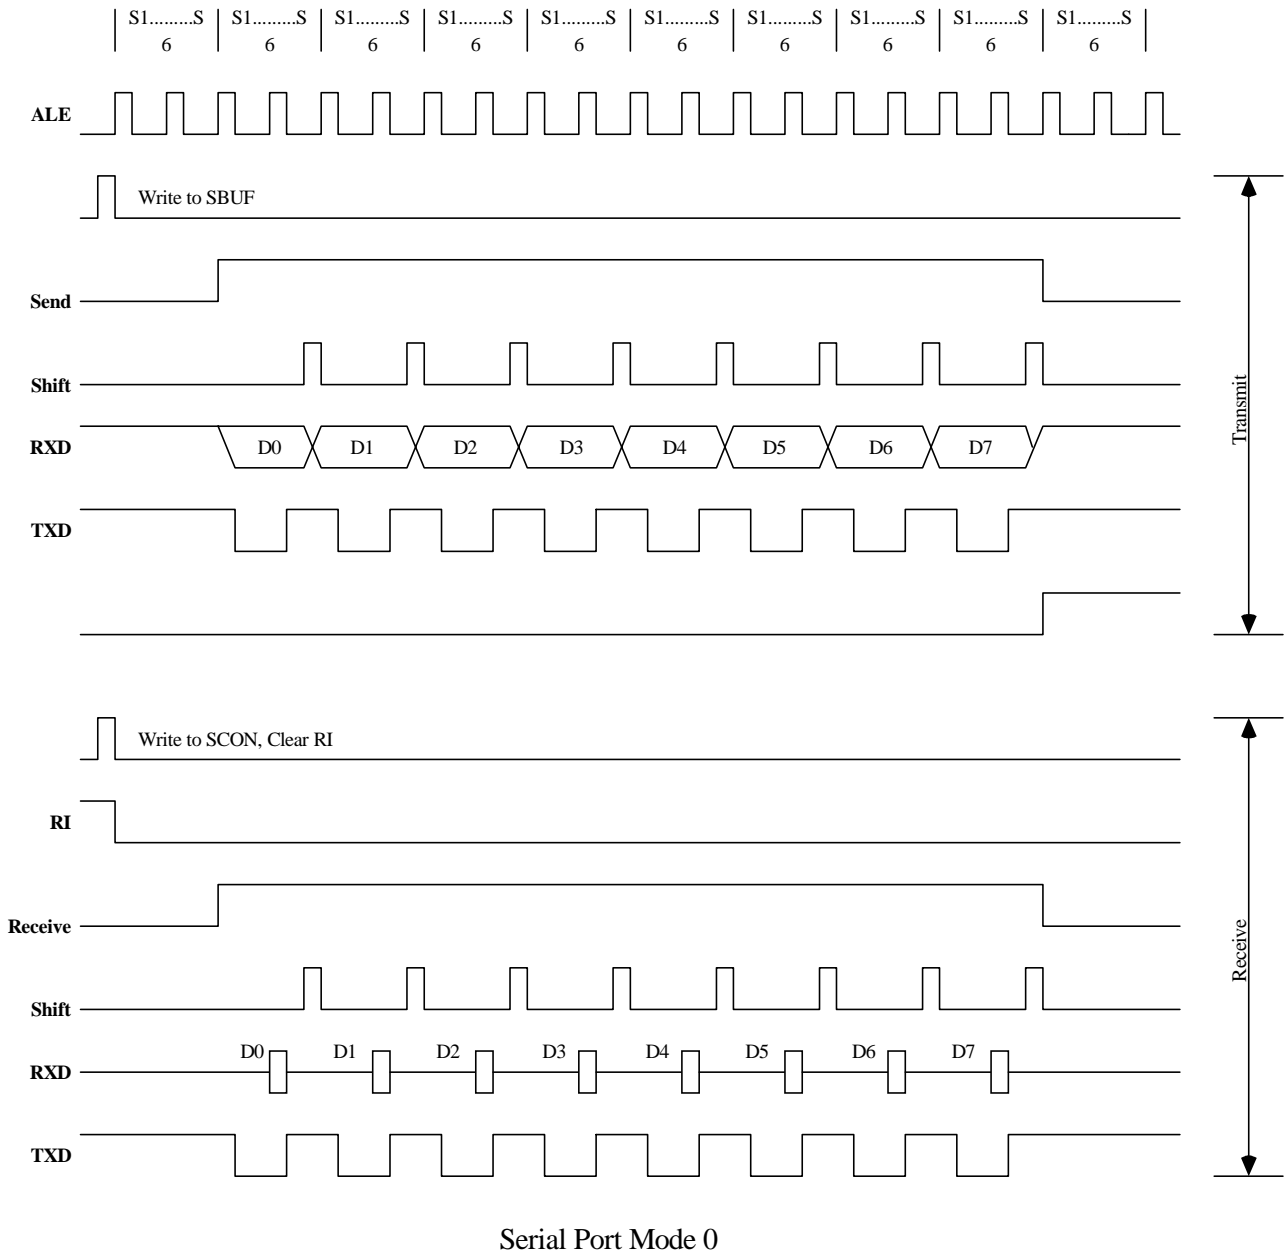 S1.........S S1.........S S1.........S S1.........S S1.........S S1.........S S1.........S S1.........S S1.........S S1.........S
6 6 6 6 6 6 6 6 6 6
ALE
Write to SBUF
Send
Shift
RXD D0 D1 D2 D3 D4 D5 D6 D7
TXD
Transmit
Write to SCON, Clear RI
RI
Receive
Shift
D0 D1 D2 D3 D4 D5 D6 D7
RXD
TXD
Receive
Serial Port Mode 0